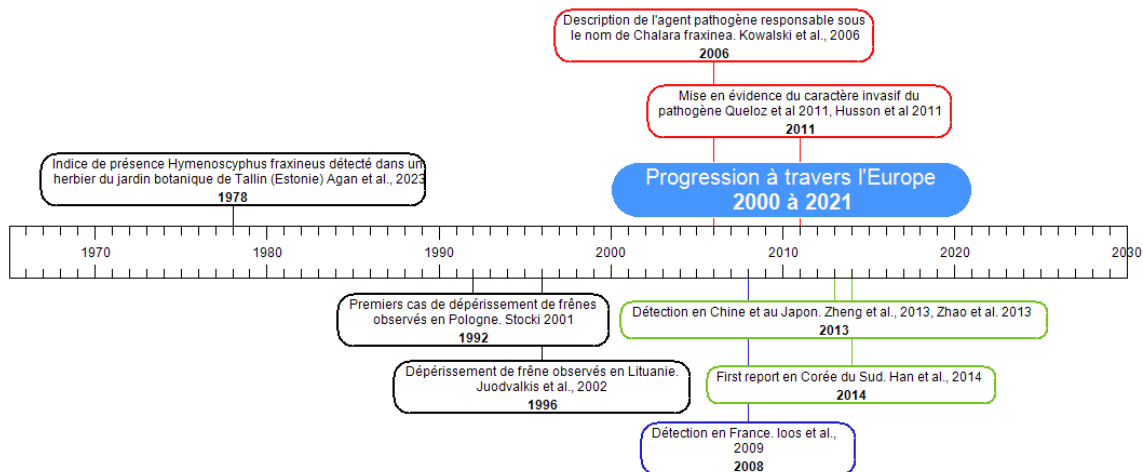 Description de l'agent pathogène responsable sous
le nom de Chalara fraxinea. Kowalski et al., 2006
2006
Mise en évidence du caractère invasif du
pathogène Queloz et al 2011, Husson et al 2011
2011
Indice de présence Hymenoscyphus fraxineus détecté dans un
herbier du jardin botanique de Tallin (Estonie) Agan et al., 2023
1978
Progression à travers l'Europe
2000 à 2021
1970 1980 1990 2000 2010 2020 2030
Premiers cas de dépérissement de frênes
observés en Pologne. Stocki 2001
1992
Détection en Chine et au Japon. Zheng et al., 2013, Zhao et al. 2013
2013
Dépérissement de frêne observés en Lituanie.
Juodvalkis et al., 2002
1996
First report en Corée du Sud. Han et al., 2014
2014
Détection en France. Ioos et al.,
2009
2008